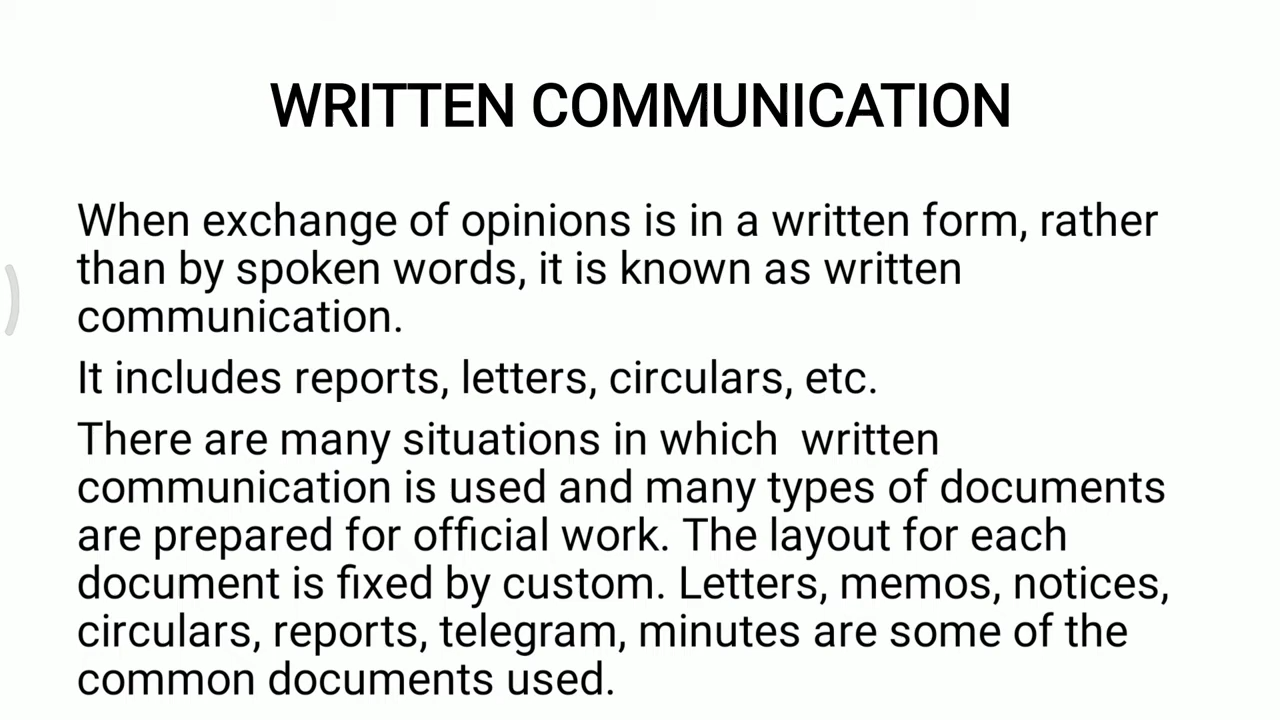 WRITTEN COMMUNICATION
When exchange of opinions is in a written form, rather
than by spoken words, it is known as written
communication.
It includes reports, letters, circulars, etc.
There are many situations in which  written
communication is used and many types of documents
are prepared for official work. The layout for each
document is fixed by custom. Letters, memos, notices,
circulars, reports, telegram, minutes are some of the
common documents used.